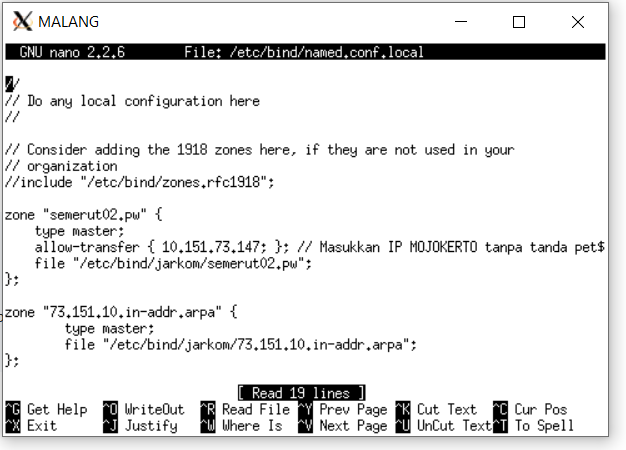 MALANG
GNU nano 2.2.6 File: /etc/bind/named.conf.local
//
// Do any local configuration here
//
// Consider adding the 1918 zones here, if they are not used in your
// organization
//include "/etc/bind/zones.rfc1918";
zone "semerut02.pw" {
type master;
allow-transfer { 10.151.73.147; }; // Masukkan IP MOJOKERTO tanpa tanda pet$
file "/etc/bind/jarkom/semerut02.pw";
};
zone "73.151.10.in-addr.arpa" {
type master;
file "/etc/bind/jarkom/73.151.10.in-addr.arpa";
};
[ Read 19 lines ]
^G Get Help ^O WriteOut ^R Read File ^Y Prev Page ^K Cut Text ^C Cur Pos
^X Exit ^J Justify ^W Where Is ^V Next Page ^U UnCut Text ^T To Spell